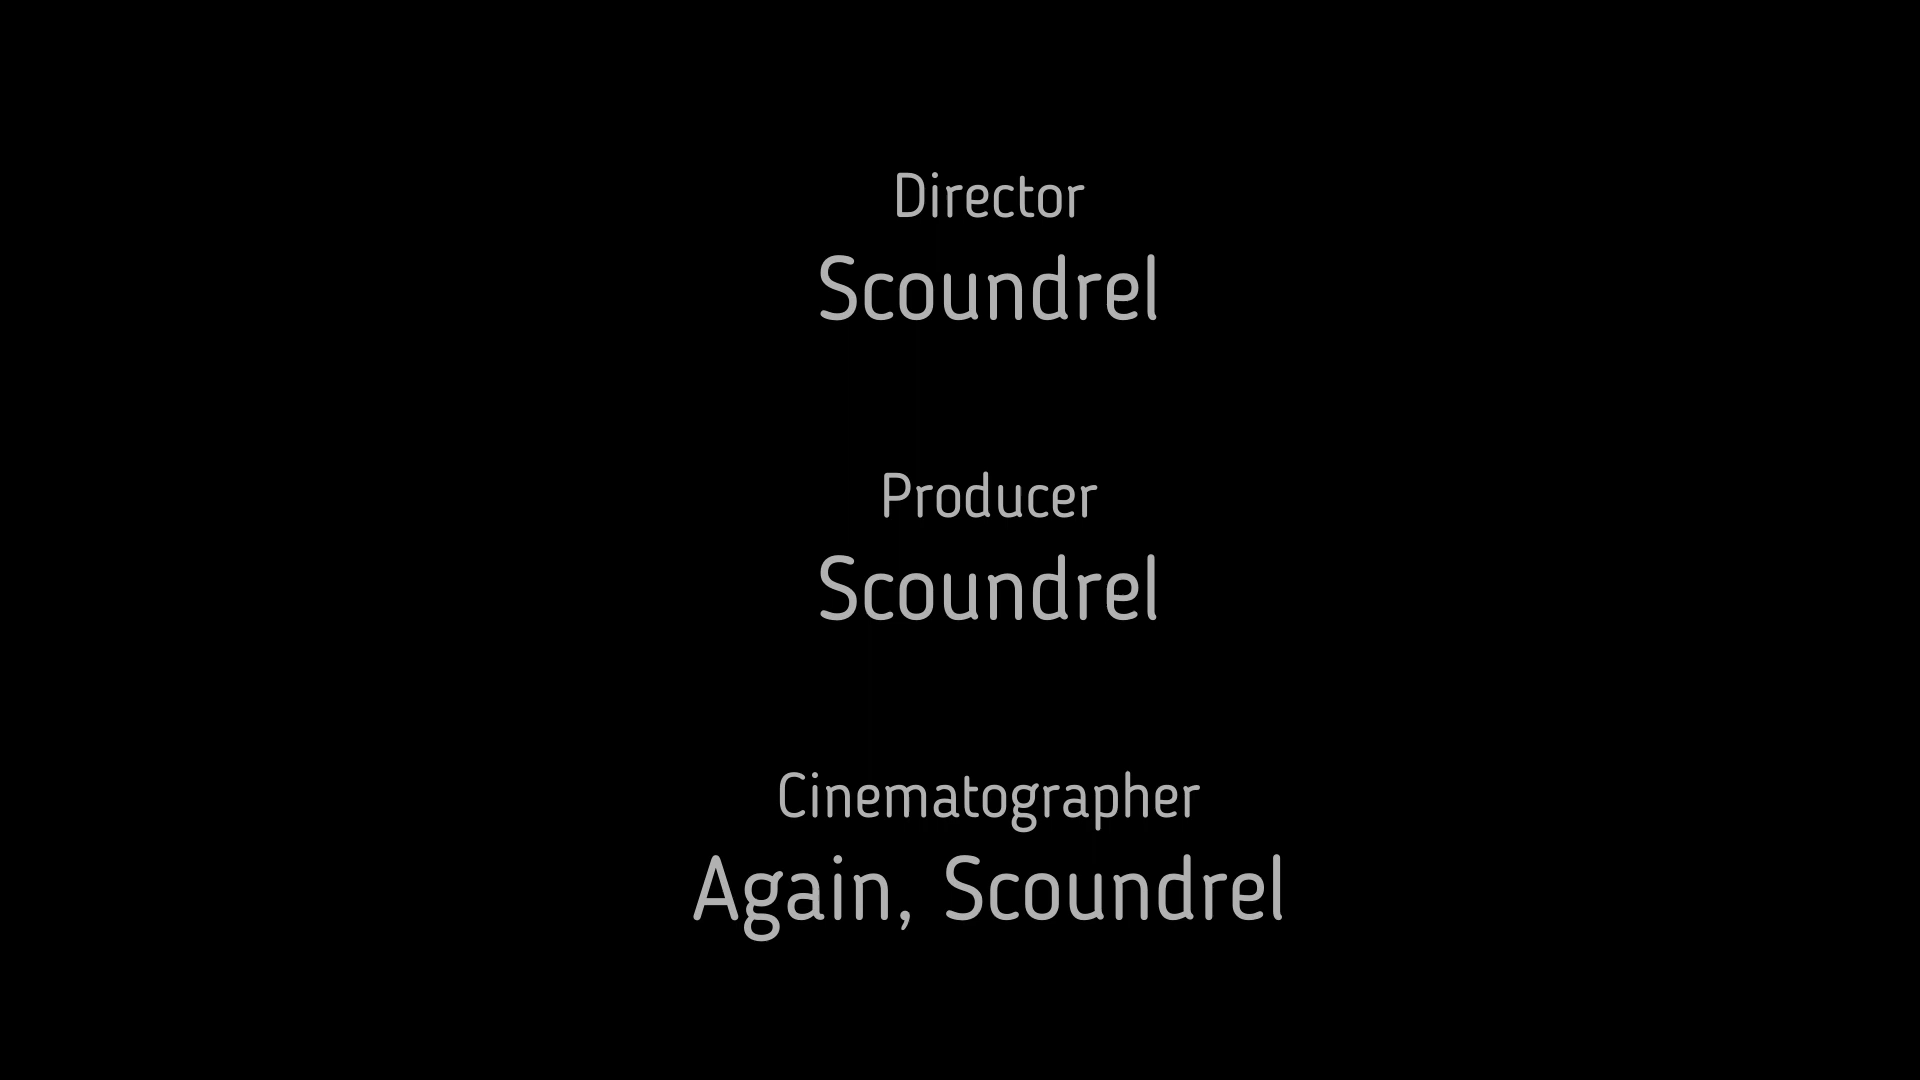 Director
Scoundrel
Producer
Scoundrel
Cinematographer
Again, Scoundrel